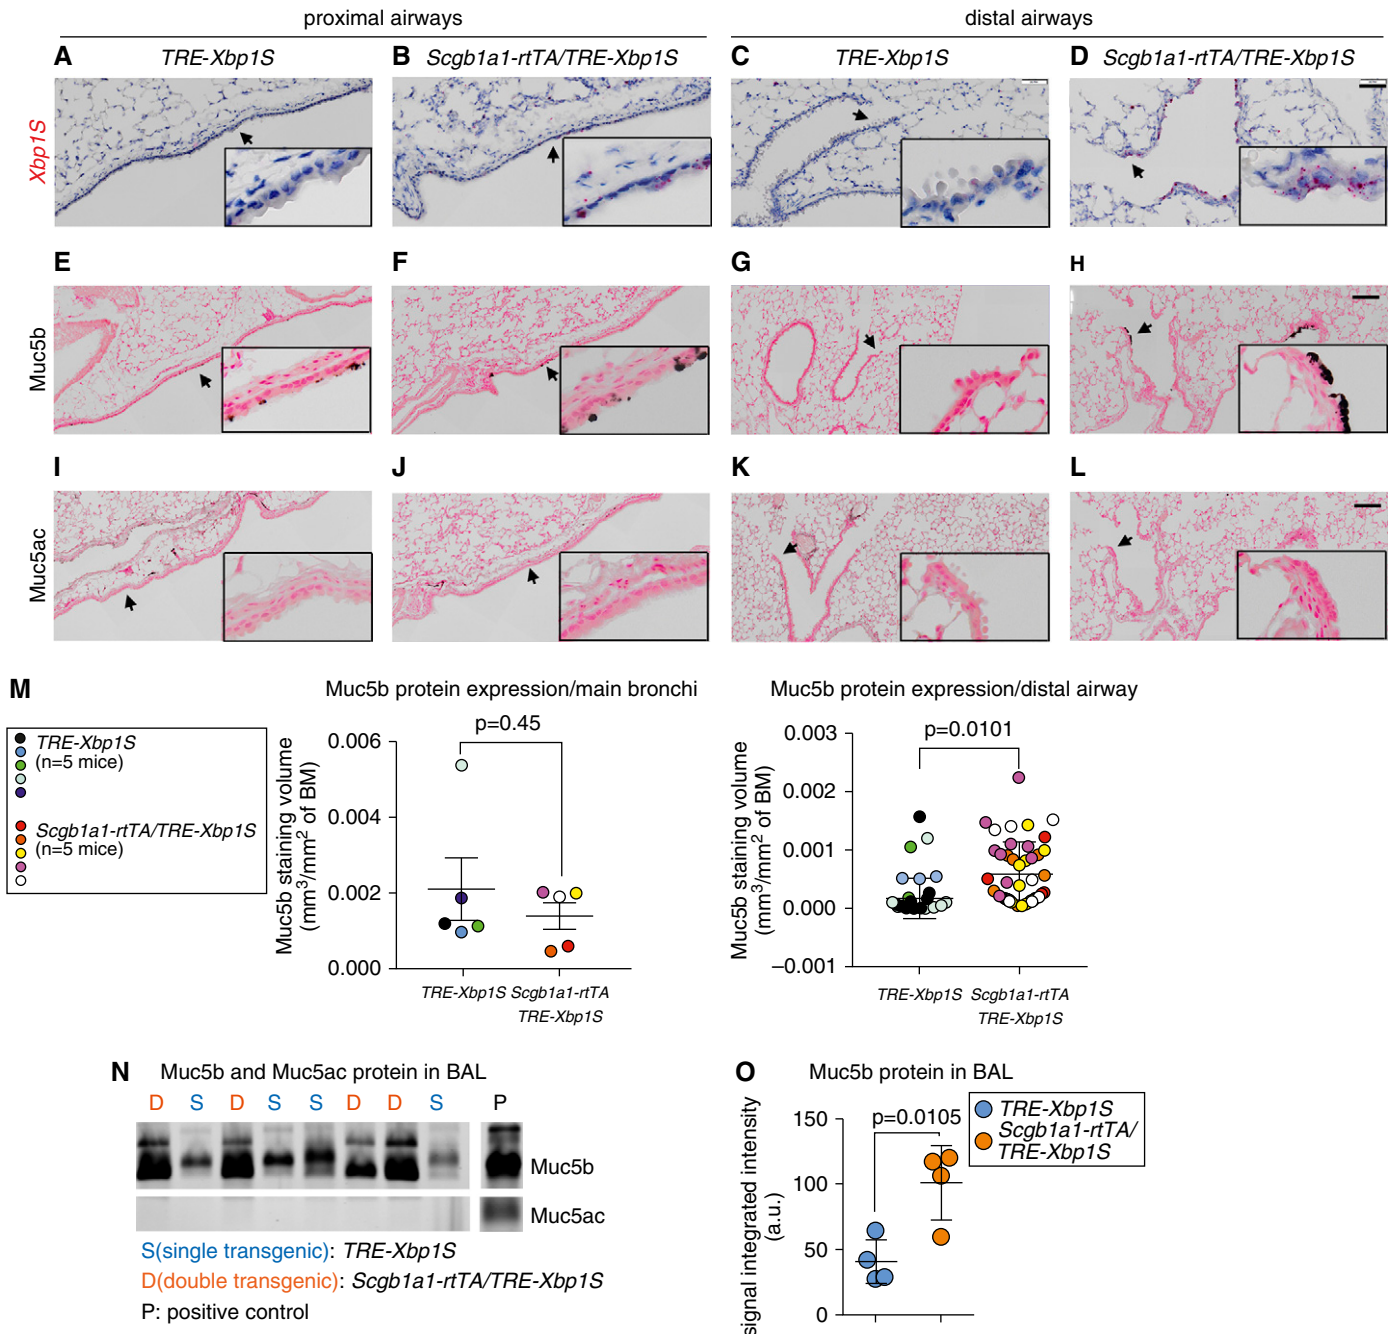 proximal airways distal airways
A TRE-Xbp1S B Scgb1a1-rtTA/TRE-Xbp1S C TRE-Xbp1S D Scgb1a1-rtTA/TRE-Xbp1S
Xbp1S
E F G H
Muc5b
I J K L
Muc5ac
M
TRE-Xbp1S
(n=5 mice)
Scgb1a1-rtTA/TRE-Xbp1S
(n=5 mice)
Muc5b protein expression/main bronchi
p=0.45
Muc5b staining volume
(mm3/mm2 of BM)
0.006
0.004
0.002
0.000
TRE-Xbp1S Scgb1a1-rtTA
TRE-Xbp1S
Muc5b protein expression/distal airway
p=0.0101
Muc5b staining volume
(mm3/mm2 of BM)
0.003
0.002
0.001
0.000
−0.001
TRE-Xbp1S Scgb1a1-rtTA
TRE-Xbp1S
N Muc5b and Muc5ac protein in BAL
D S D S S D D S P
Muc5b
Muc5ac
S(single transgenic): TRE-Xbp1S
D(double transgenic): Scgb1a1-rtTA/TRE-Xbp1S
P: positive control
O Muc5b protein in BAL
signal integrated intensity
(a.u.)
150
100
50
0
p=0.0105
TRE-Xbp1S
Scgb1a1-rtTA/
TRE-Xbp1S